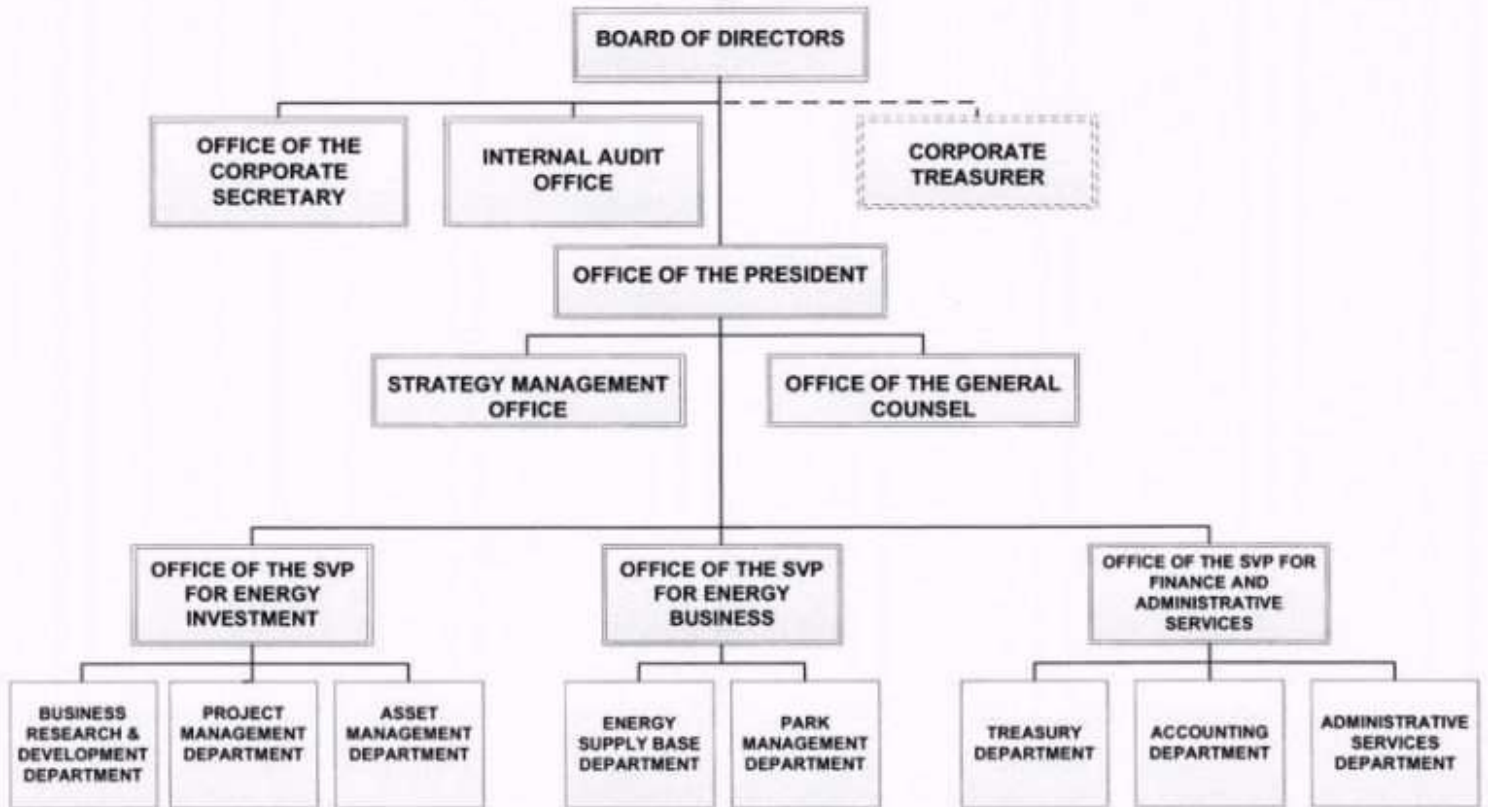 BOARD OF DIRECTORS
OFFICE OF THE
CORPORATE
SECRETARY
INTERNAL AUDIT
OFFICE
CORPORATE
TREASURER
OFFICE OF THE PRESIDENT
STRATEGY MANAGEMENT
OFFICE
OFFICE OF THE GENERAL
COUNSEL
OFFICE OF THE SVP
FOR ENERGY
INVESTMENT
OFFICE OF THE SVP
FOR ENERGY
BUSINESS
OFFICE OF THE SVP FOR
FINANCE AND
ADMINISTRATIVE
SERVICES
BUSINESS
RESEARCH &
DEVELOPMENT
DEPARTMENT
PROJECT
MANAGEMENT
DEPARTMENT
ASSET
MANAGEMENT
DEPARTMENT
ENERGY
SUPPLY BASE
DEPARTMENT
PARK
MANAGEMENT
DEPARTMENT
TREASURY
DEPARTMENT
ACCOUNTING
DEPARTMENT
ADMINISTRATIVE
SERVICES
DEPARTMENT